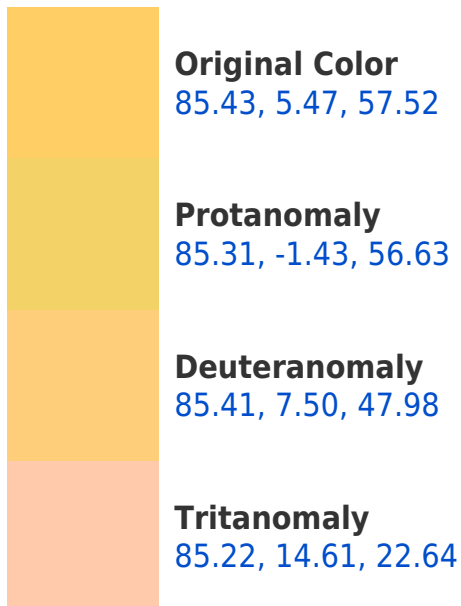 Original Color
85.43, 5.47, 57.52
Protanomaly
85.31, -1.43, 56.63
Deuteranomaly
85.41, 7.50, 47.98
Tritanomaly
85.22, 14.61, 22.64